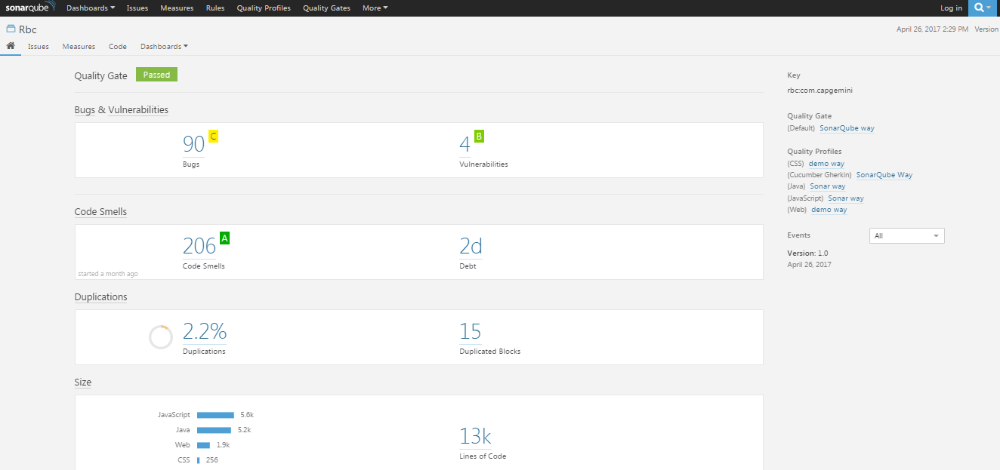 sonarqube Dashboards Issues Measures Rules Quality Profiles Quality Gates More Log in
Rbc April 26, 2017 2:29 PM Version
Issues Measures Code Dashboards
Quality Gate Passed
Bugs & Vulnerabilities
90 C 4 B
Bugs Vulnerabilities
Code Smells
206 A 2d
Code Smells Debt
started a month ago
Duplications
2.2% 15
Duplications Duplicated Blocks
Size
JavaScript 5.6k
Java 5.2k
Web 1.9k
CSS 256
13k
Lines of Code
Key
rbc:com.capgemini
Quality Gate
(Default) SonarQube way
Quality Profiles
(CSS) demo way
(Cucumber Gherkin) SonarQube Way
(Java) Sonar way
(JavaScript) Sonar way
(Web) demo way
Events All
Version: 1.0
April 26, 2017